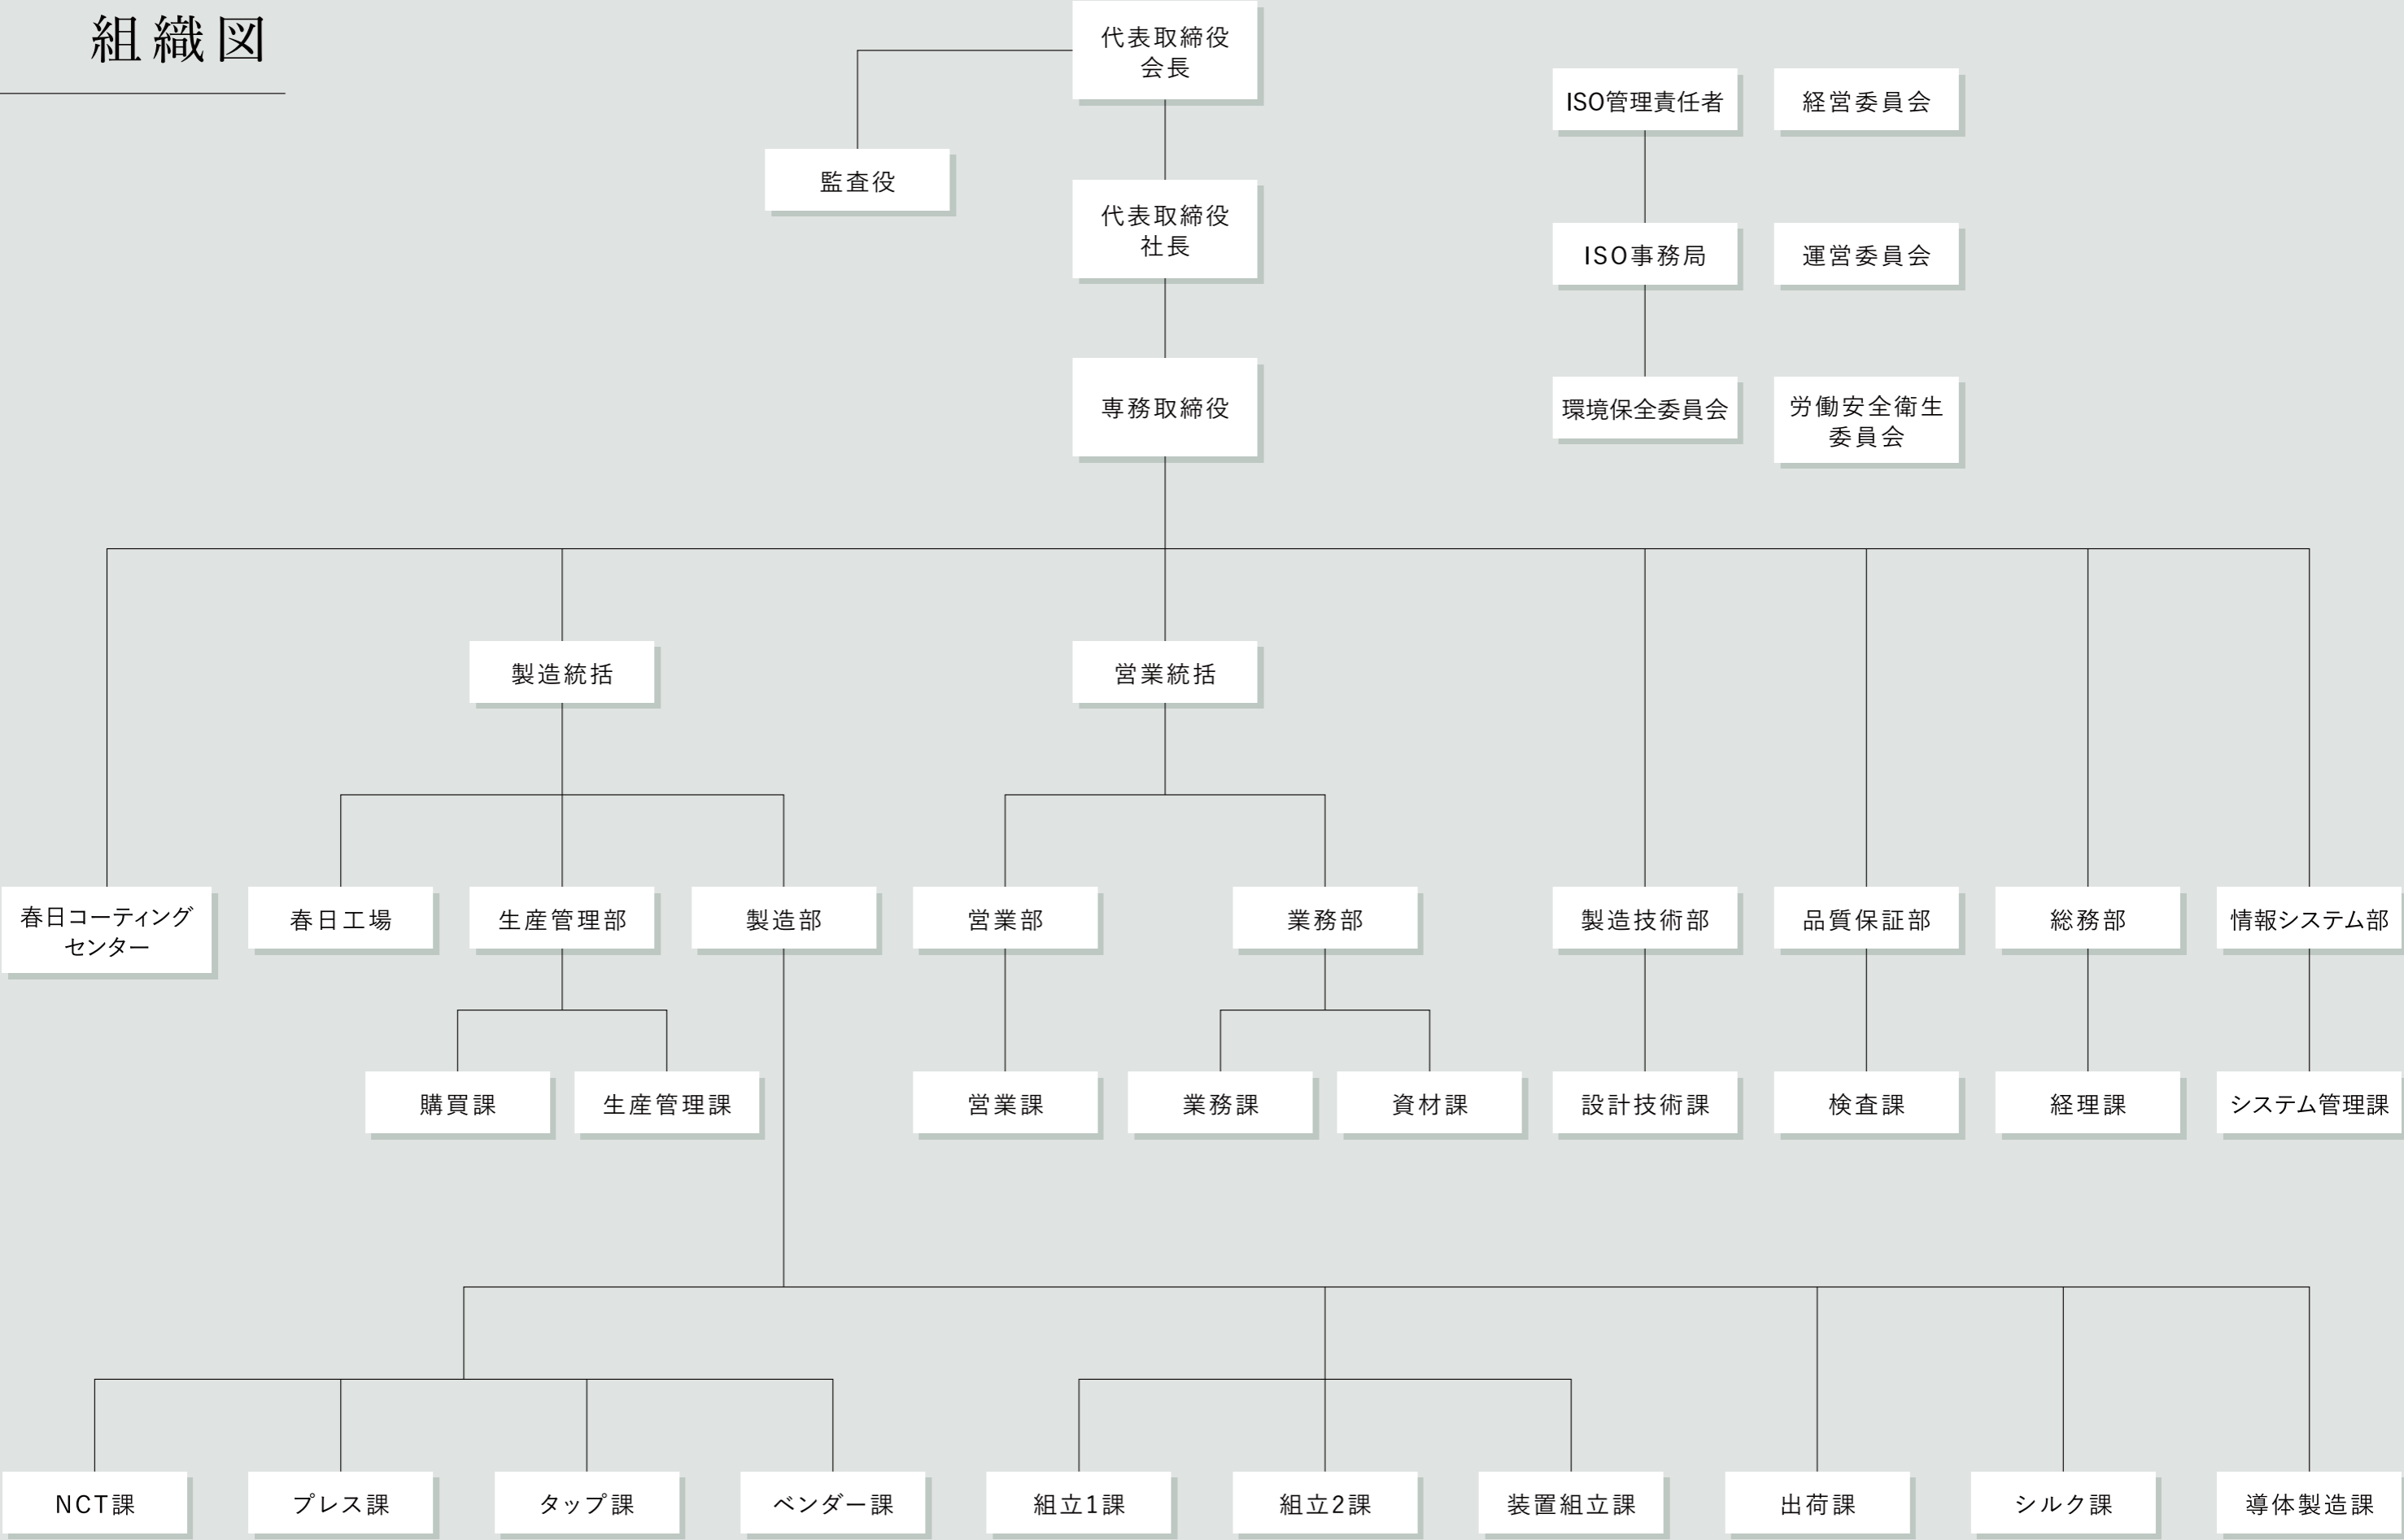 組織図
代表取締役
会長
監査役
代表取締役
社長
専務取締役
ISO管理責任者
経営委員会
ISO事務局
運営委員会
環境保全委員会
労働安全衛生
委員会
製造統括
営業統括
春日コーティング
センター
春日工場
生産管理部
製造部
営業部
業務部
製造技術部
品質保証部
総務部
情報システム部
購買課
生産管理課
営業課
業務課
資材課
設計技術課
検査課
経理課
システム管理課
NCT課
プレス課
タップ課
ベンダー課
組立1課
組立2課
装置組立課
出荷課
シルク課
導体製造課